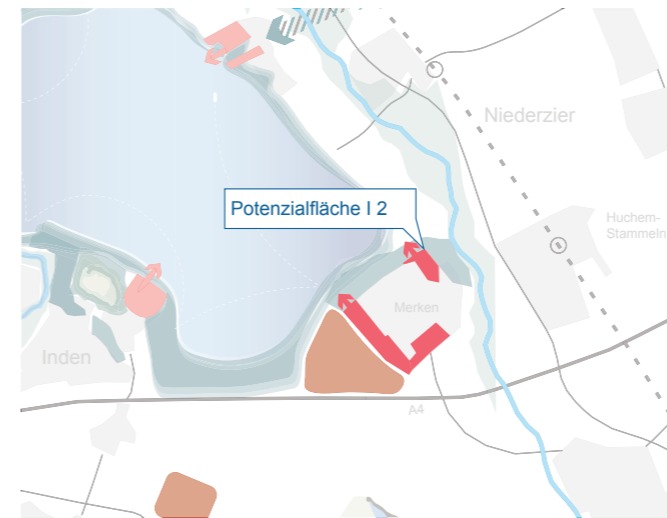 Niederzier
Potenzialfläche I 2
Huchem-
Stammeln
Merken
Inden
A4